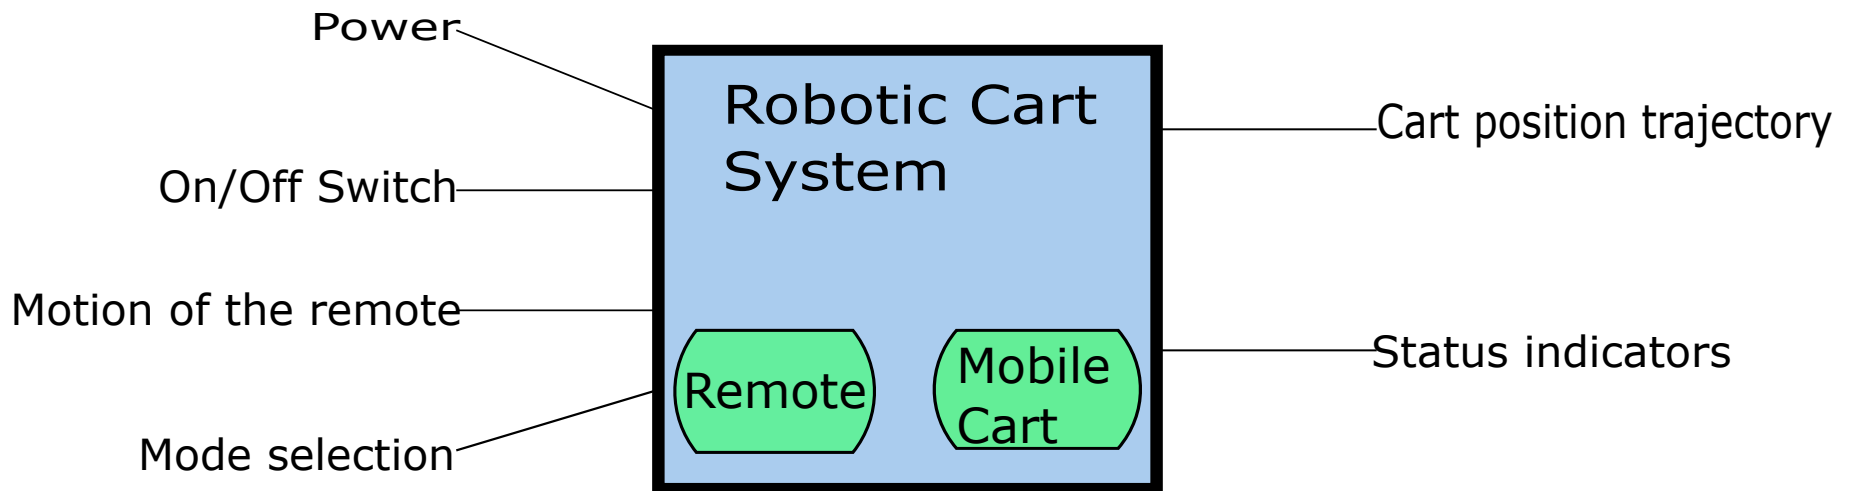 Power
On/Off Switch
Motion of the remote
Mode selection
Robotic Cart
System
Remote
Mobile
Cart
Cart position trajectory
Status indicators